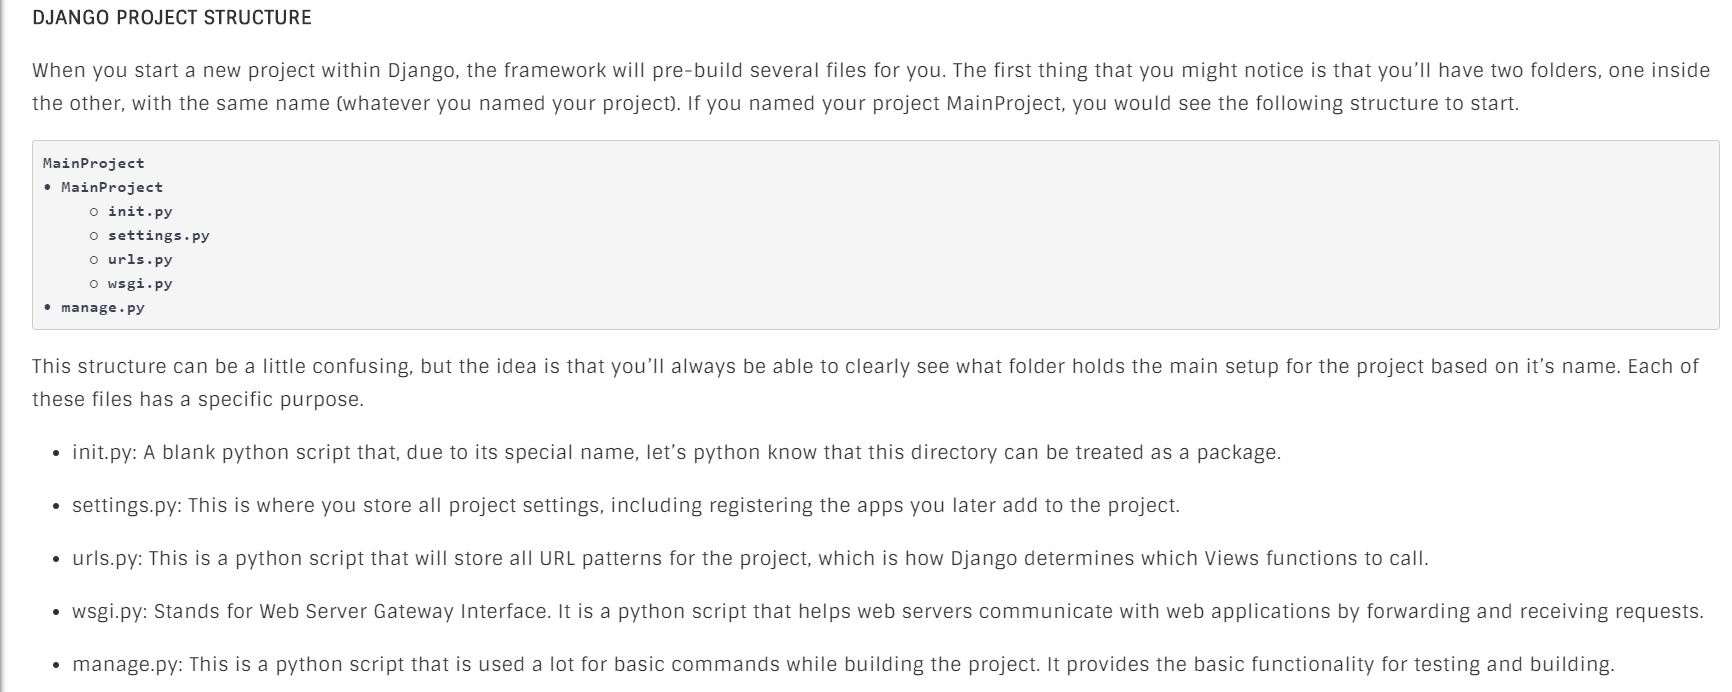 DJANGO PROJECT STRUCTURE
When you start a new project within Django, the framework will pre-build several files for you. The first thing that you might notice is that you’ll have two folders, one inside
the other, with the same name (whatever you named your project). If you named your project MainProject, you would see the following structure to start.
MainProject
• MainProject
○ init.py
○ settings.py
○ urls.py
○ wsgi.py
• manage.py
This structure can be a little confusing, but the idea is that you’ll always be able to clearly see what folder holds the main setup for the project based on it’s name. Each of
these files has a specific purpose.
• init.py: A blank python script that, due to its special name, let’s python know that this directory can be treated as a package.
• settings.py: This is where you store all project settings, including registering the apps you later add to the project.
• urls.py: This is a python script that will store all URL patterns for the project, which is how Django determines which Views functions to call.
• wsgi.py: Stands for Web Server Gateway Interface. It is a python script that helps web servers communicate with web applications by forwarding and receiving requests.
• manage.py: This is a python script that is used a lot for basic commands while building the project. It provides the basic functionality for testing and building.